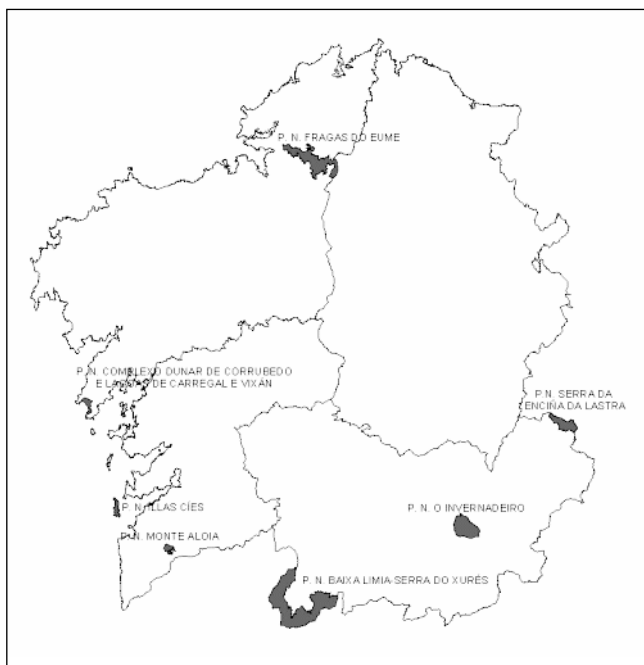 P. N. FRAGAS DO EUME
P. N. COMPLEXO DUNAR DE CORRUBEDO
E LAGOAS DE CARREGAL E VIXÁN
P.N. SERRA DA
ENCIÑA DA LASTRA
P. N. ILLAS CÍES
P. N. O INVERNADEIRO
P. N. MONTE ALOIA
P. N. BAIXA LIMIA-SERRA DO XURÉS